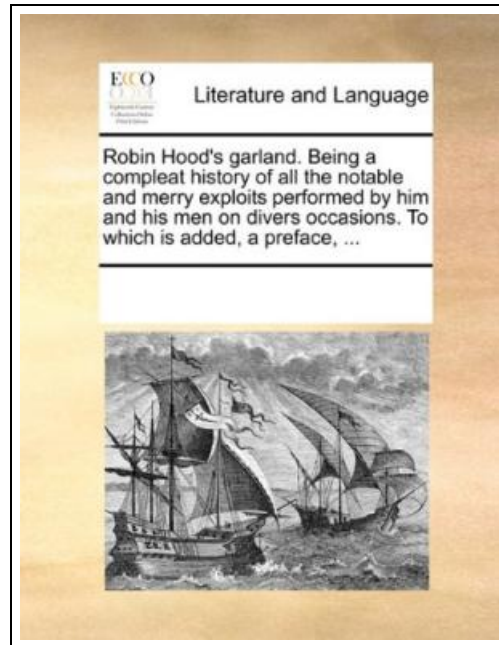 ECCO
Literature and Language
Robin Hood's garland. Being a
compleat history of all the notable
and merry exploits performed by him
and his men on divers occasions. To
which is added, a preface, ...